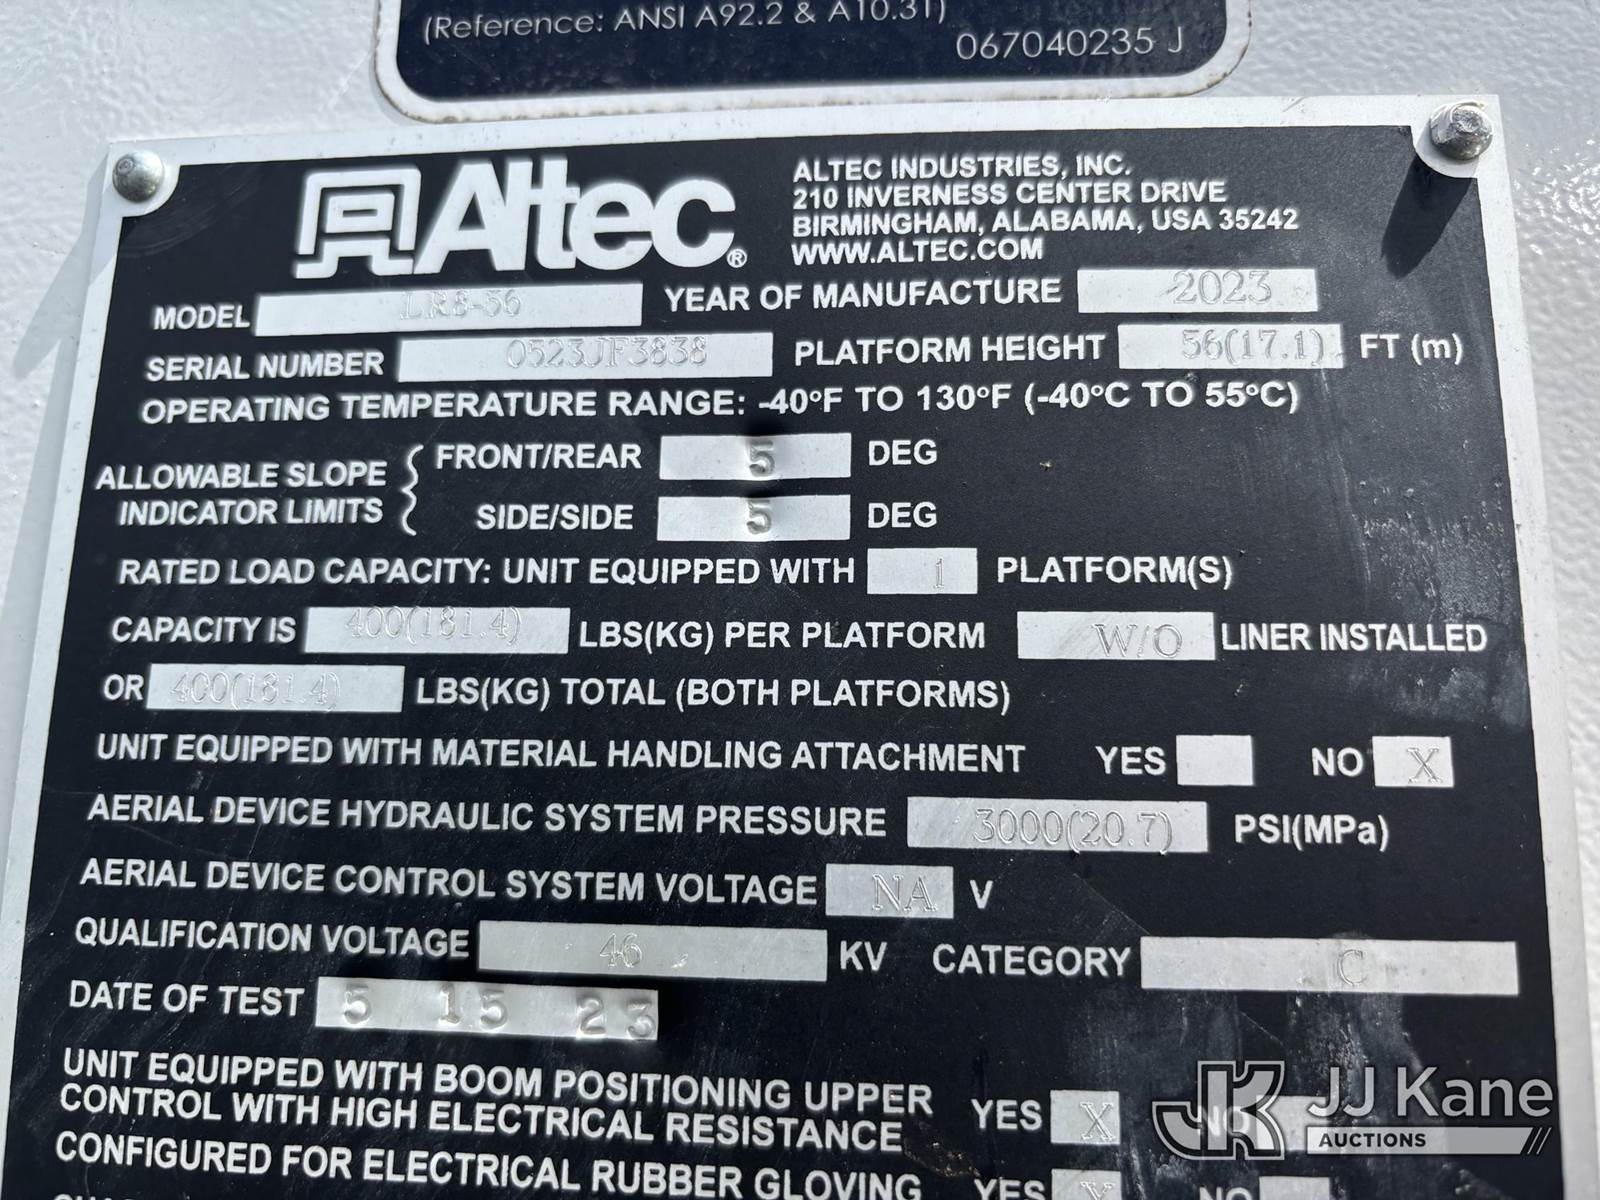 (Reference: ANSI A92.2 & A10.31)
067040235 J
Altec®
ALTEC INDUSTRIES, INC.
210 INVERNESS CENTER DRIVE
BIRMINGHAM, ALABAMA, USA 35242
WWW.ALTEC.COM
MODEL LR8-56 YEAR OF MANUFACTURE 2023
SERIAL NUMBER 0523JF3838 PLATFORM HEIGHT 56(17.1) FT (m)
OPERATING TEMPERATURE RANGE: -40°F TO 130°F (-40°C TO 55°C)
ALLOWABLE SLOPE INDICATOR LIMITS { FRONT/REAR 5 DEG
SIDE/SIDE 5 DEG
RATED LOAD CAPACITY: UNIT EQUIPPED WITH 1 PLATFORM(S)
CAPACITY IS 400(181.4) LBS(KG) PER PLATFORM W/O LINER INSTALLED
OR 400(181.4) LBS(KG) TOTAL (BOTH PLATFORMS)
UNIT EQUIPPED WITH MATERIAL HANDLING ATTACHMENT YES NO X
AERIAL DEVICE HYDRAULIC SYSTEM PRESSURE 3000(20.7) PSI(MPa)
AERIAL DEVICE CONTROL SYSTEM VOLTAGE NA V
QUALIFICATION VOLTAGE 46 KV CATEGORY C
DATE OF TEST 5 15 23
UNIT EQUIPPED WITH BOOM POSITIONING UPPER
CONTROL WITH HIGH ELECTRICAL RESISTANCE YES X NO
CONFIGURED FOR ELECTRICAL RUBBER GLOVING YES X NO
JK JJ Kane
AUCTIONS